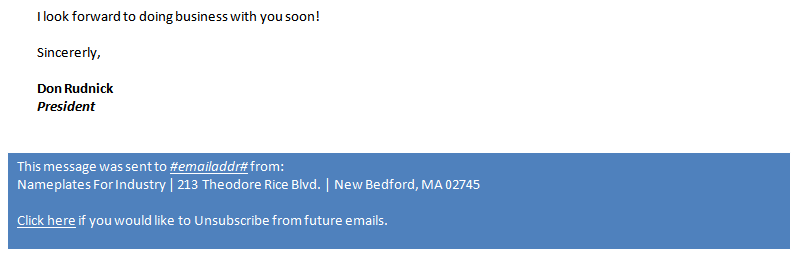 I look forward to doing business with you soon!
Sincererly,
Don Rudnick
President
This message was sent to #emailaddr# from:
Nameplates For Industry | 213 Theodore Rice Blvd. | New Bedford, MA 02745
Click here if you would like to Unsubscribe from future emails.